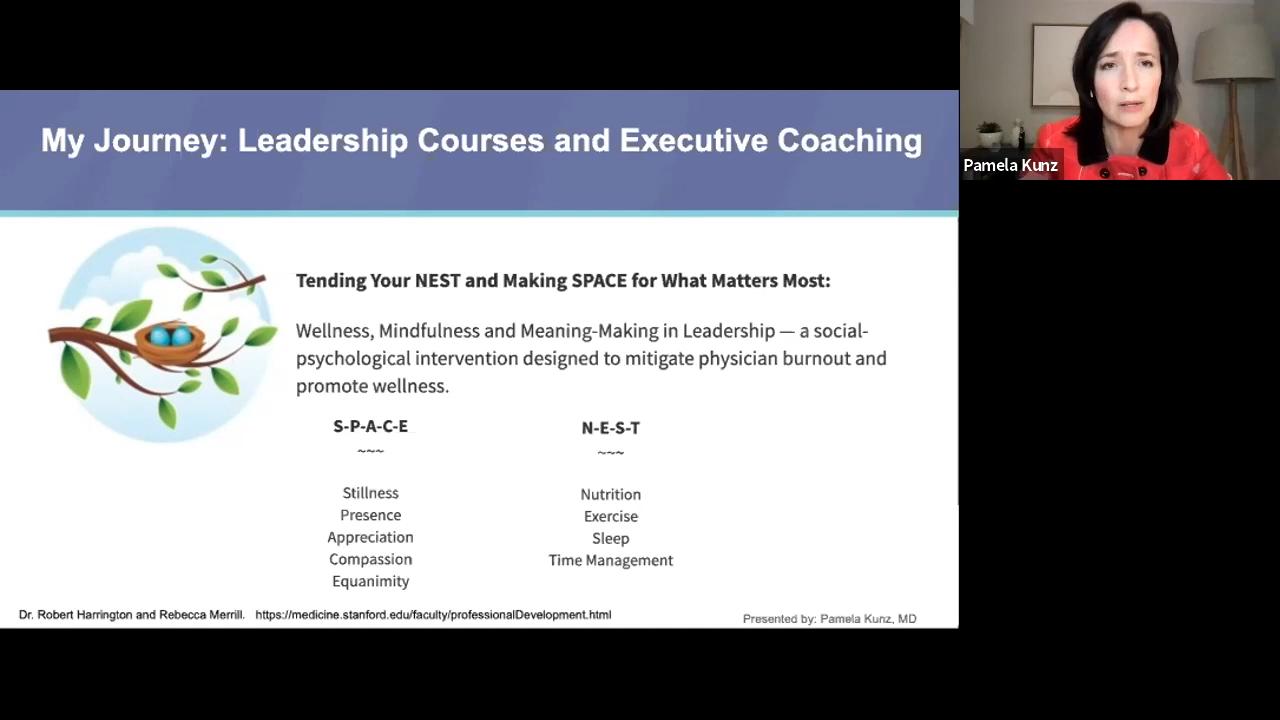 My Journey: Leadership Courses and Executive Coaching
Pamela Kunz
Tending Your NEST and Making SPACE for What Matters Most:
Wellness, Mindfulness and Meaning-Making in Leadership — a social-
psychological intervention designed to mitigate physician burnout and
promote wellness.
S-P-A-C-E
~~~
Stillness
Presence
Appreciation
Compassion
Equanimity
N-E-S-T
~~~
Nutrition
Exercise
Sleep
Time Management
Dr. Robert Harrington and Rebecca Merrill. https://medicine.stanford.edu/faculty/professionalDevelopment.html
Presented by: Pamela Kunz, MD